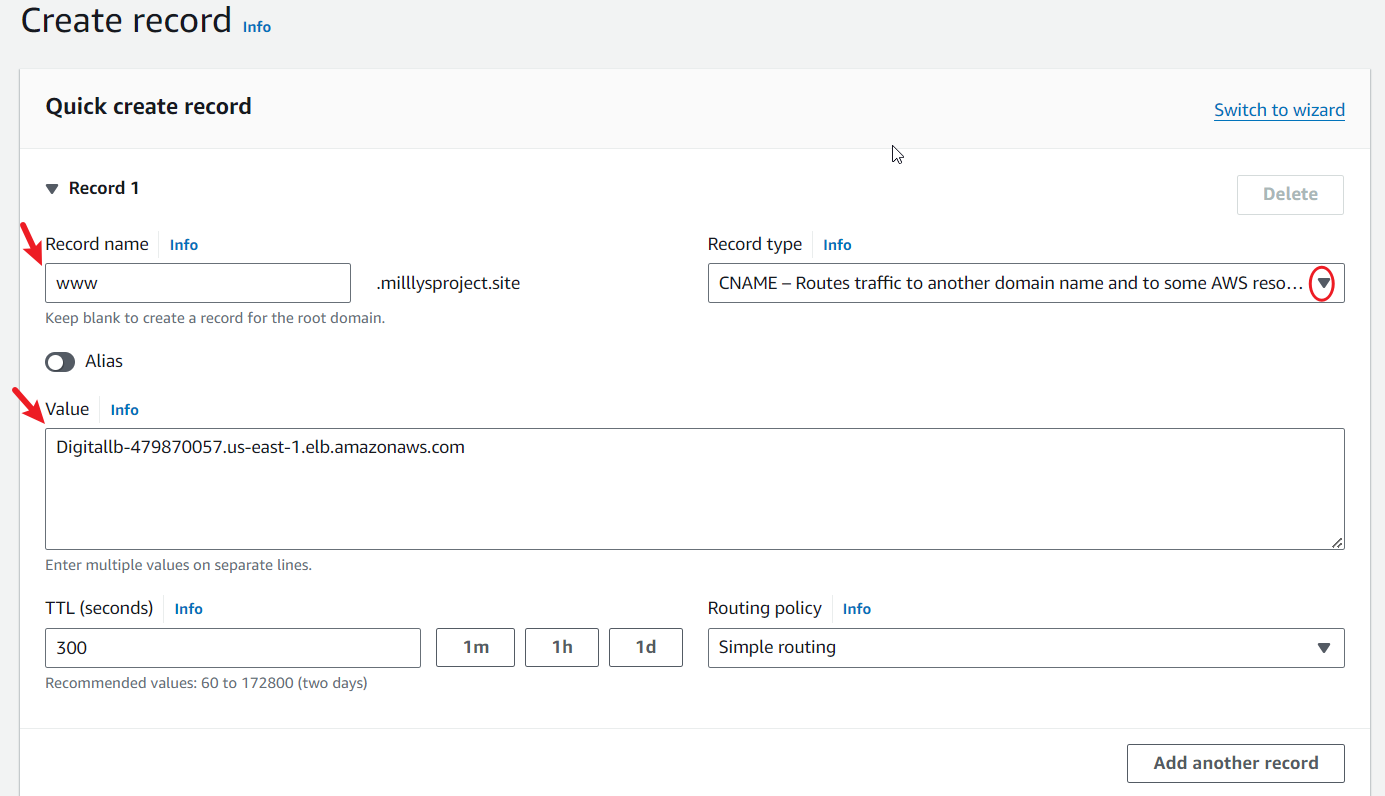 Create record Info
Quick create record
Switch to wizard
Record 1
Delete
Record name Info
Record type Info
www
.milllysproject.site
CNAME – Routes traffic to another domain name and to some AWS reso...
Keep blank to create a record for the root domain.
Alias
Value Info
Digitallb-479870057.us-east-1.elb.amazonaws.com
Enter multiple values on separate lines.
TTL (seconds) Info
Routing policy Info
300
1m
1h
1d
Simple routing
Recommended values: 60 to 172800 (two days)
Add another record